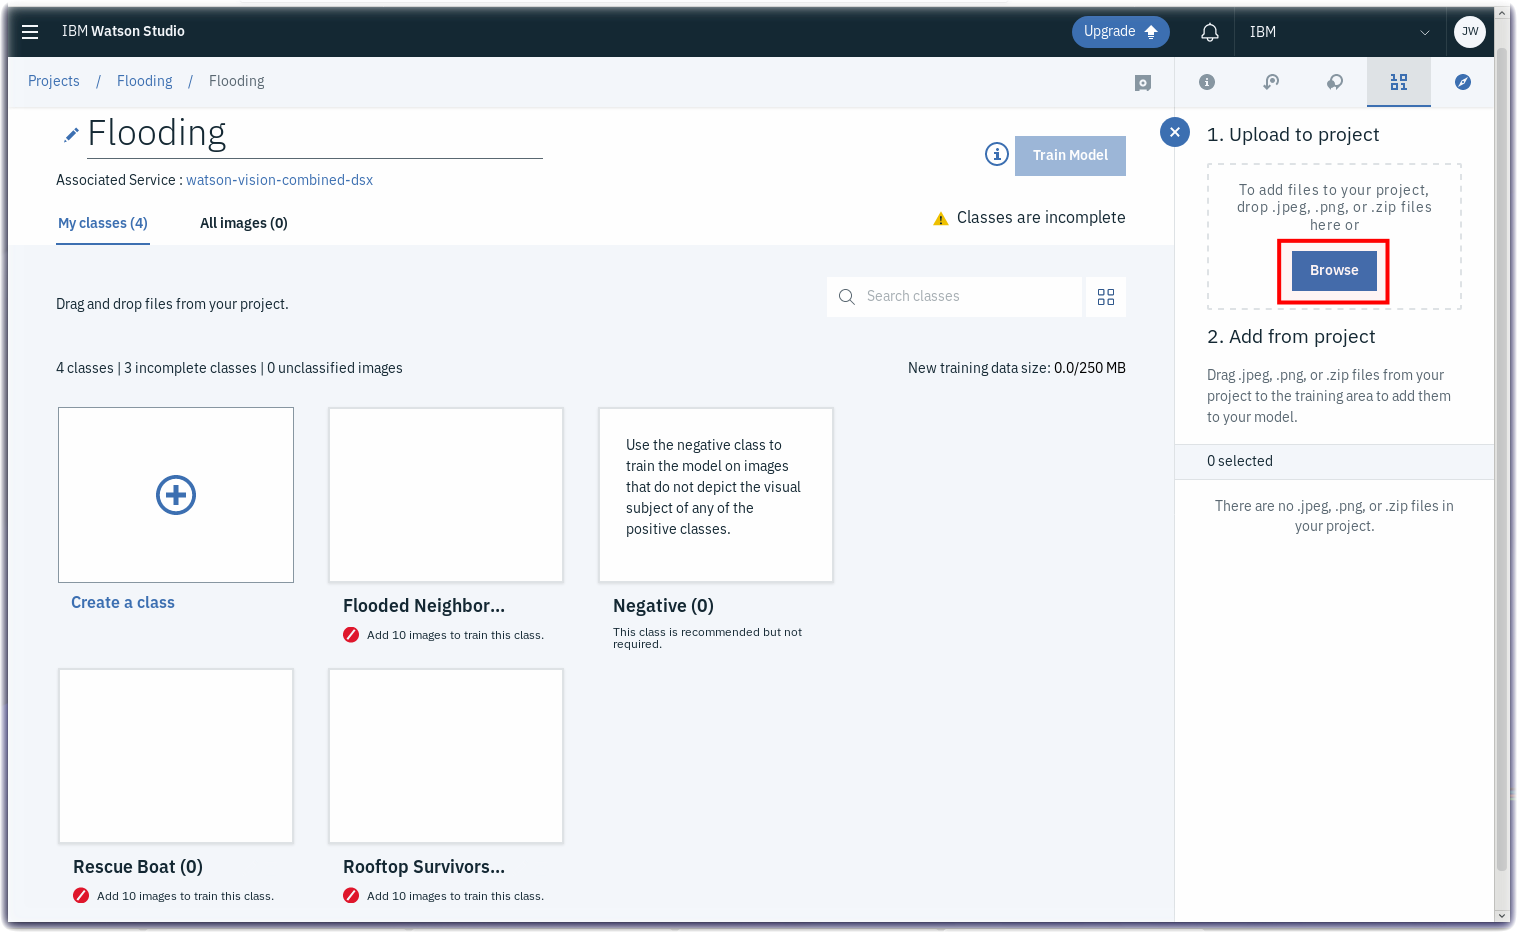 IBM Watson Studio
Upgrade
IBM
JW
Projects / Flooding / Flooding
Flooding
Train Model
Associated Service : watson-vision-combined-dsx
My classes (4)
All images (0)
Classes are incomplete
Drag and drop files from your project.
Search classes
4 classes | 3 incomplete classes | 0 unclassified images
New training data size: 0.0/250 MB
Create a class
Flooded Neighbor...
Add 10 images to train this class.
Use the negative class to
train the model on images
that do not depict the visual
subject of any of the
positive classes.
Negative (0)
This class is recommended but not
required.
Rescue Boat (0)
Add 10 images to train this class.
Rooftop Survivors...
Add 10 images to train this class.
1. Upload to project
To add files to your project,
drop .jpeg, .png, or .zip files
here or
Browse
2. Add from project
Drag .jpeg, .png, or .zip files from your
project to the training area to add them
to your model.
0 selected
There are no .jpeg, .png, or .zip files in
your project.